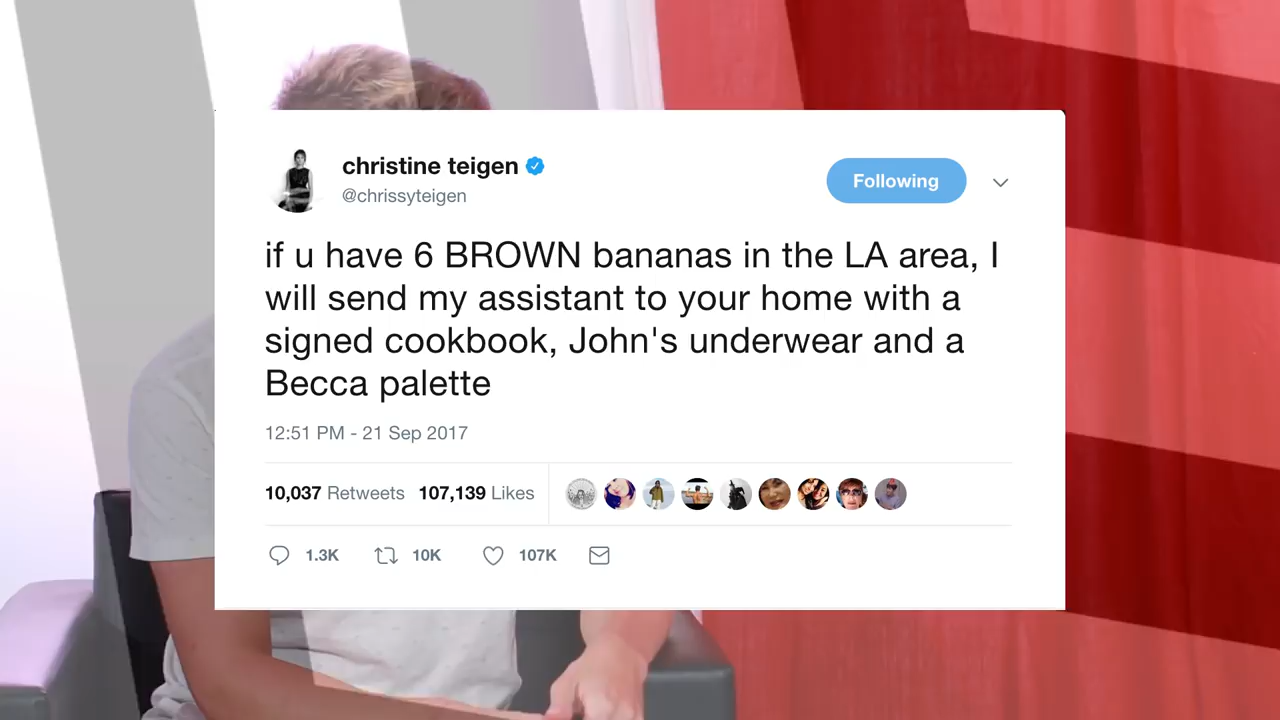 christine teigen
@chrissyteigen
Following
if u have 6 BROWN bananas in the LA area, I
will send my assistant to your home with a
signed cookbook, John's underwear and a
Becca palette
12:51 PM - 21 Sep 2017
10,037 Retweets 107,139 Likes
1.3K 10K 107K